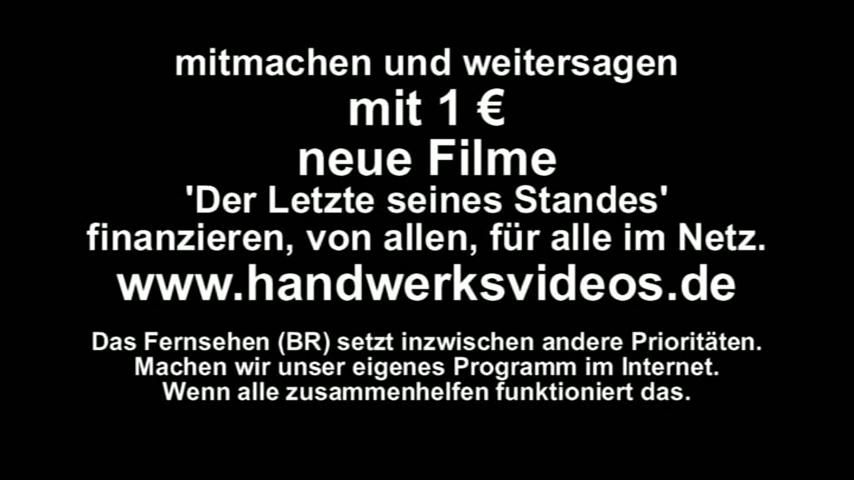 mitmachen und weitersagen
mit 1 €
neue Filme
'Der Letzte seines Standes'
finanzieren, von allen, für alle im Netz.
www.handwerksvideos.de
Das Fernsehen (BR) setzt inzwischen andere Prioritäten.
Machen wir unser eigenes Programm im Internet.
Wenn alle zusammenhelfen funktioniert das.